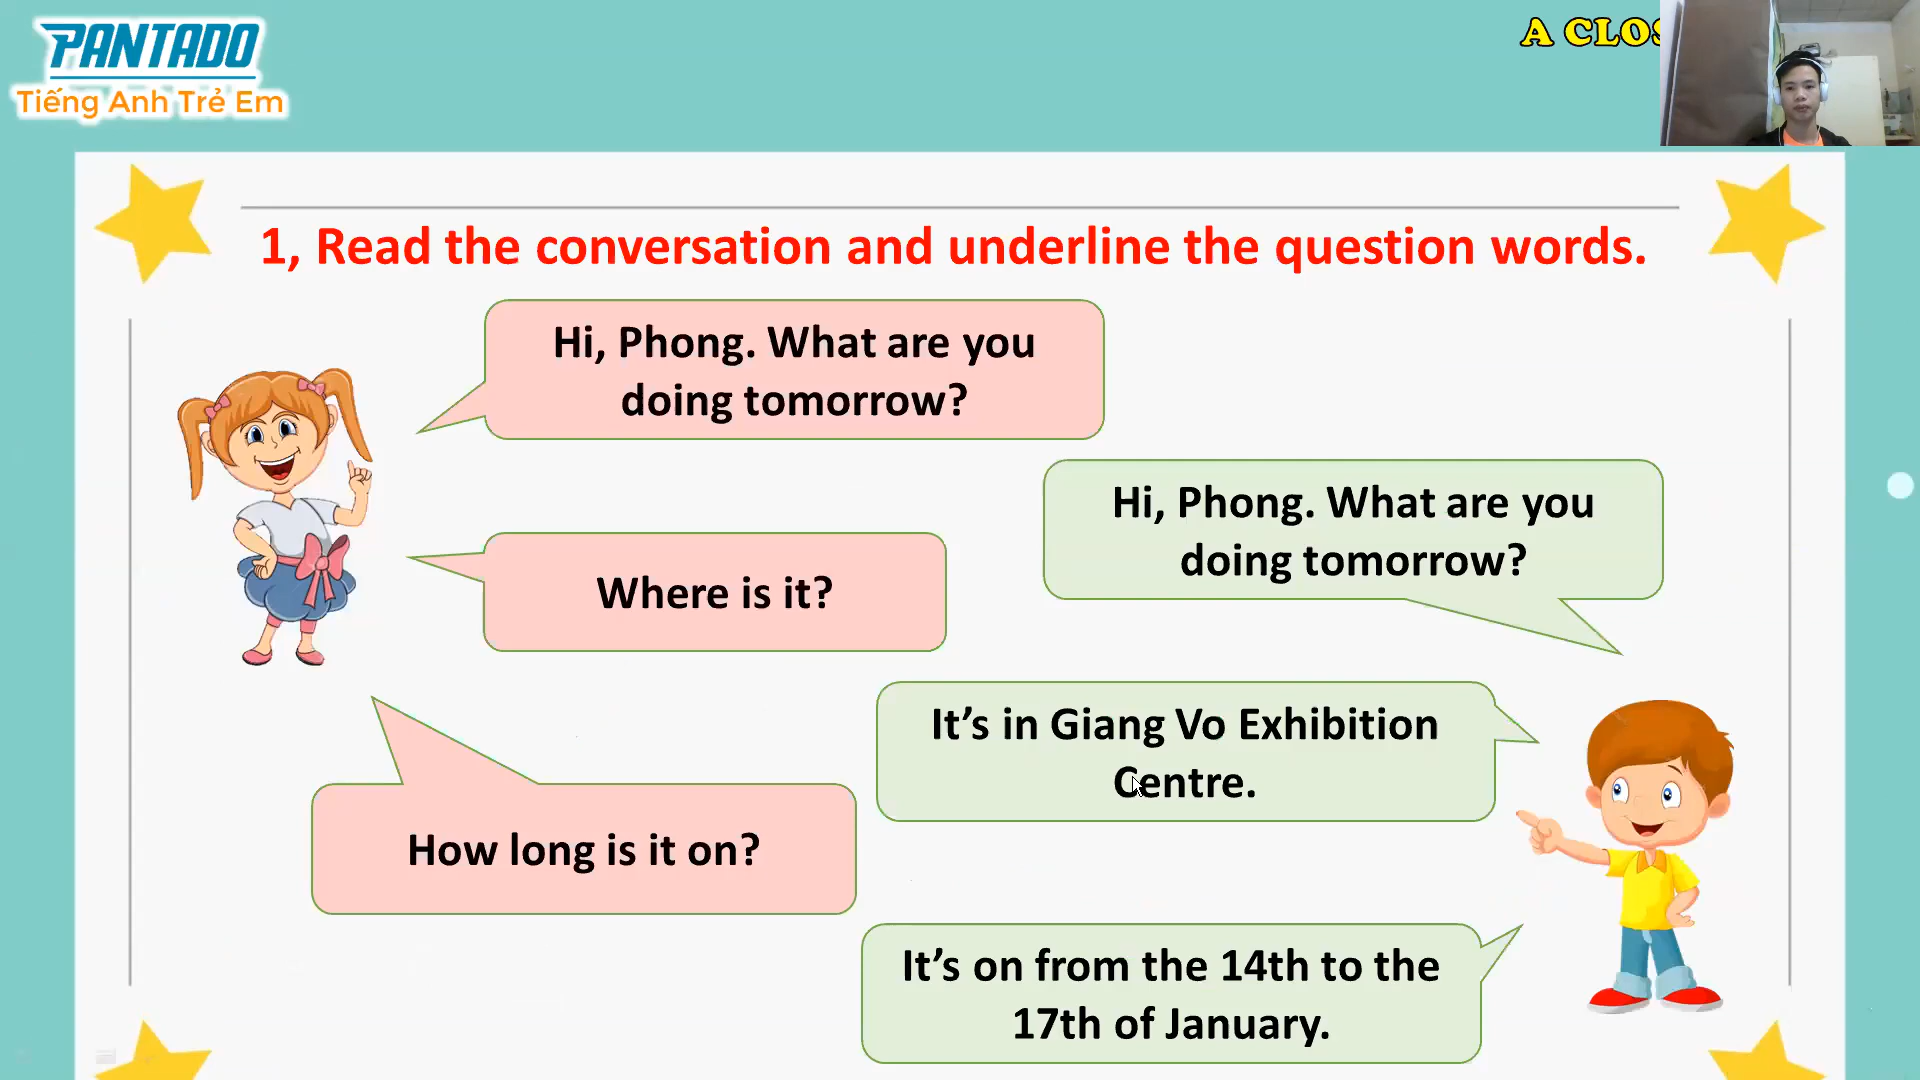 PANTADO
Tiếng Anh Trẻ Em
A CLOS
1, Read the conversation and underline the question words.
Hi, Phong. What are you
doing tomorrow?
Hi, Phong. What are you
doing tomorrow?
Where is it?
It’s in Giang Vo Exhibition
Centre.
How long is it on?
It’s on from the 14th to the
17th of January.